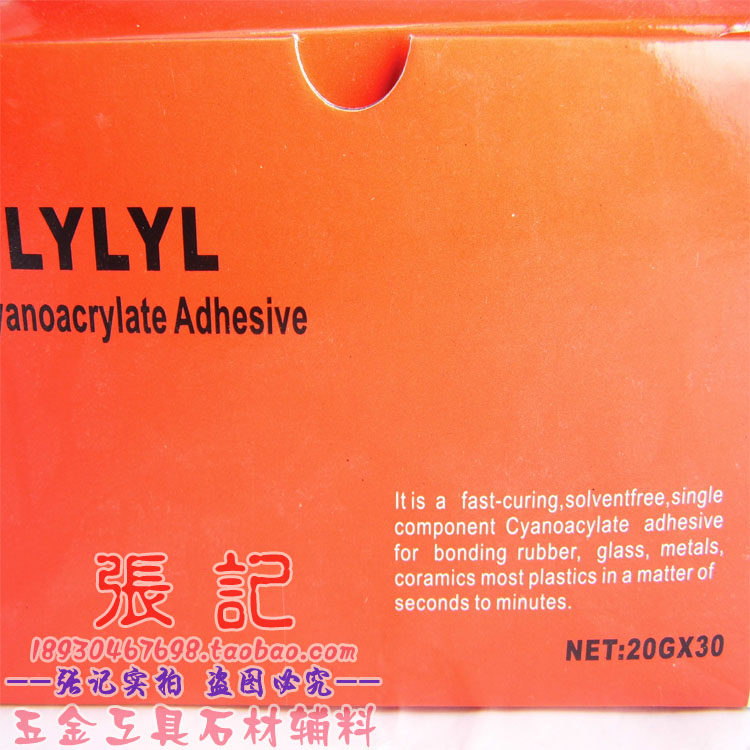 LYLYL
yanoacrylate Adhesive
It is a fast-curing,solventfree,single
component Cyanoacylate adhesive
for bonding rubber, glass, metals,
coramics most plastics in a matter of
seconds to minutes.
NET:20GX30
張記
18930467698.taobao.com
——张记实拍 盗图必究——
五金工具石材辅料